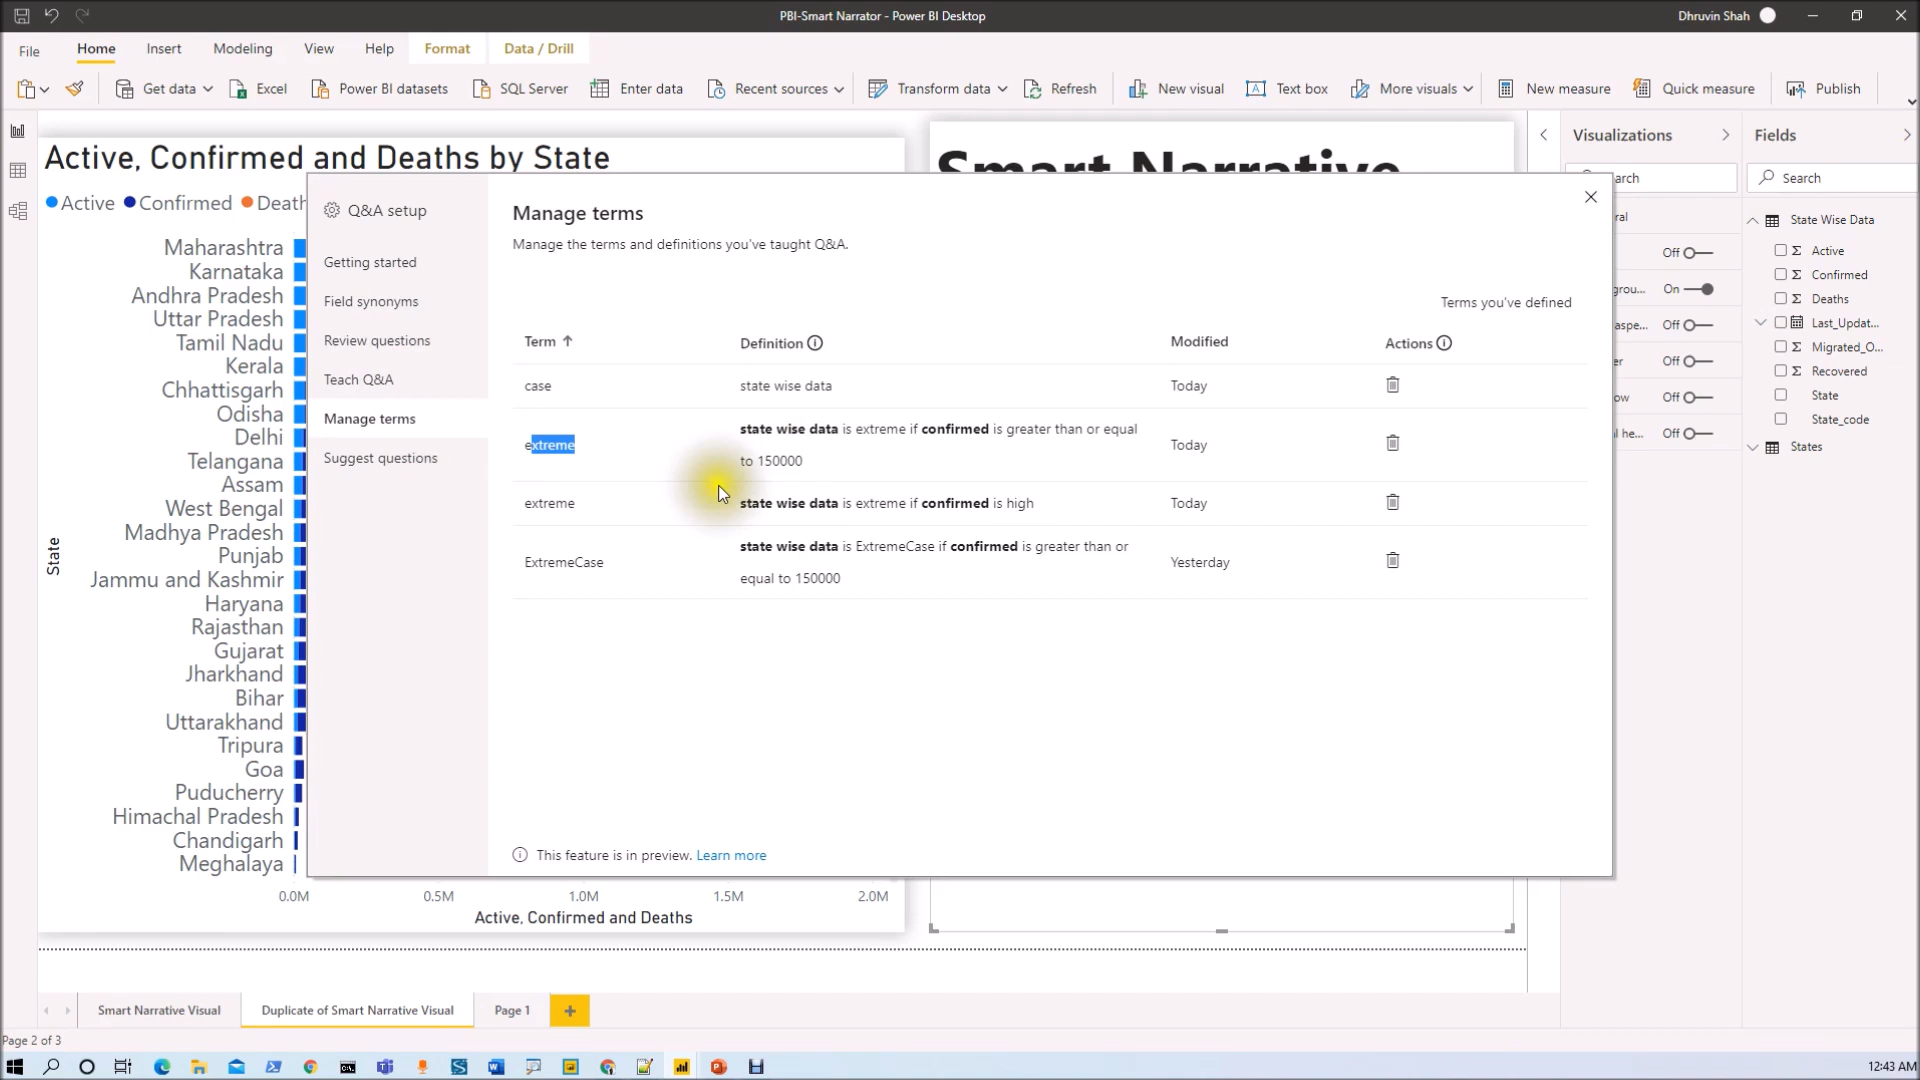 PBI-Smart Narrator - Power BI Desktop
Dhruvin Shah
File
Home
Insert
Modeling
View
Help
Format
Data / Drill
Get data
Excel
Power BI datasets
SQL Server
Enter data
Recent sources
Transform data
Refresh
New visual
Text box
More visuals
New measure
Quick measure
Publish
Active, Confirmed and Deaths by State
Active
Confirmed
Death
State
Maharashtra
Karnataka
Andhra Pradesh
Uttar Pradesh
Tamil Nadu
Kerala
Chhattisgarh
Odisha
Delhi
Telangana
Assam
West Bengal
Madhya Pradesh
Punjab
Jammu and Kashmir
Haryana
Rajasthan
Gujarat
Jharkhand
Bihar
Uttarakhand
Tripura
Goa
Puducherry
Himachal Pradesh
Chandigarh
Meghalaya
0.0M 0.5M 1.0M 1.5M 2.0M
Active, Confirmed and Deaths
Smart Narrative
Q&A setup
Getting started
Field synonyms
Review questions
Teach Q&A
Manage terms
Suggest questions
Manage terms
Manage the terms and definitions you've taught Q&A.
Terms you've defined
Term Definition Modified Actions
case state wise data Today
extreme state wise data is extreme if confirmed is greater than or equal
to 150000 Today
extreme state wise data is extreme if confirmed is high Today
ExtremeCase state wise data is ExtremeCase if confirmed is greater than or
equal to 150000 Yesterday
This feature is in preview. Learn more
Visualizations
arch
ral
Off
grou... On
aspe... Off
er Off
ow Off
l he... Off
Fields
Search
State Wise Data
Active
Confirmed
Deaths
Last_Updat...
Migrated_O...
Recovered
State
State_code
States
Smart Narrative Visual
Duplicate of Smart Narrative Visual
Page 1
Page 2 of 3
12:43 AM